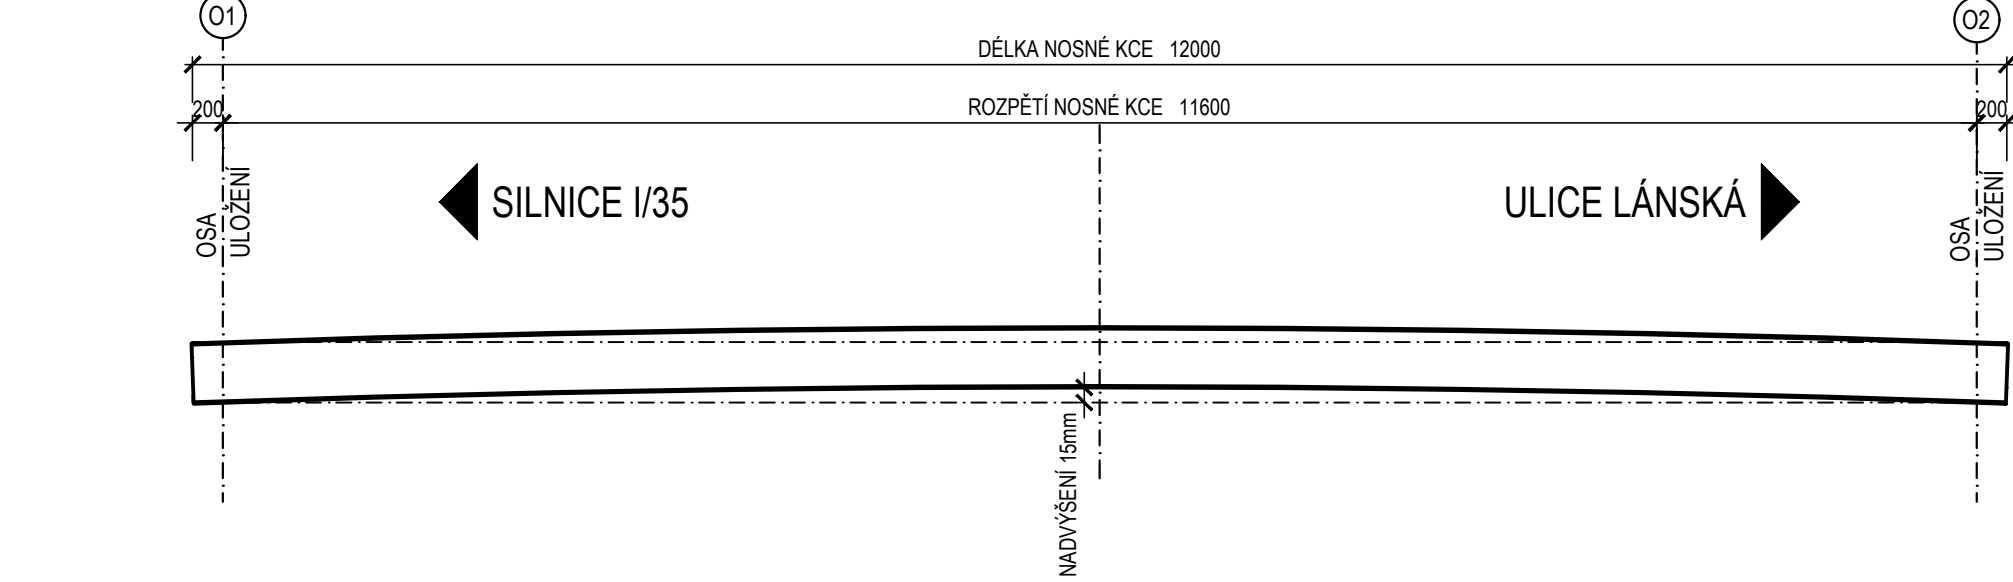 O1
O2
DÉLKA NOSNÉ KCE 12000
200
ROZPĚTÍ NOSNÉ KCE 11600
200
OSA
ULOŽENÍ
SILNICE I/35
ULICE LÁNSKÁ
OSA
ULOŽENÍ
NADVÝŠENÍ 15mm